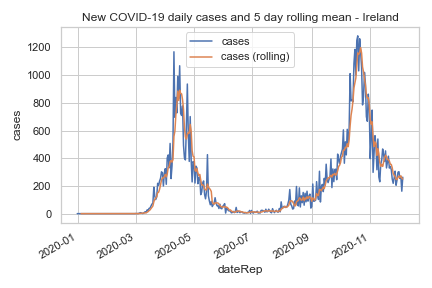 New COVID-19 daily cases and 5 day rolling mean - Ireland
cases
cases (rolling)
1200
1000
800
600
400
200
0
cases
2020-01
2020-03
2020-05
2020-07
2020-09
2020-11
dateRep